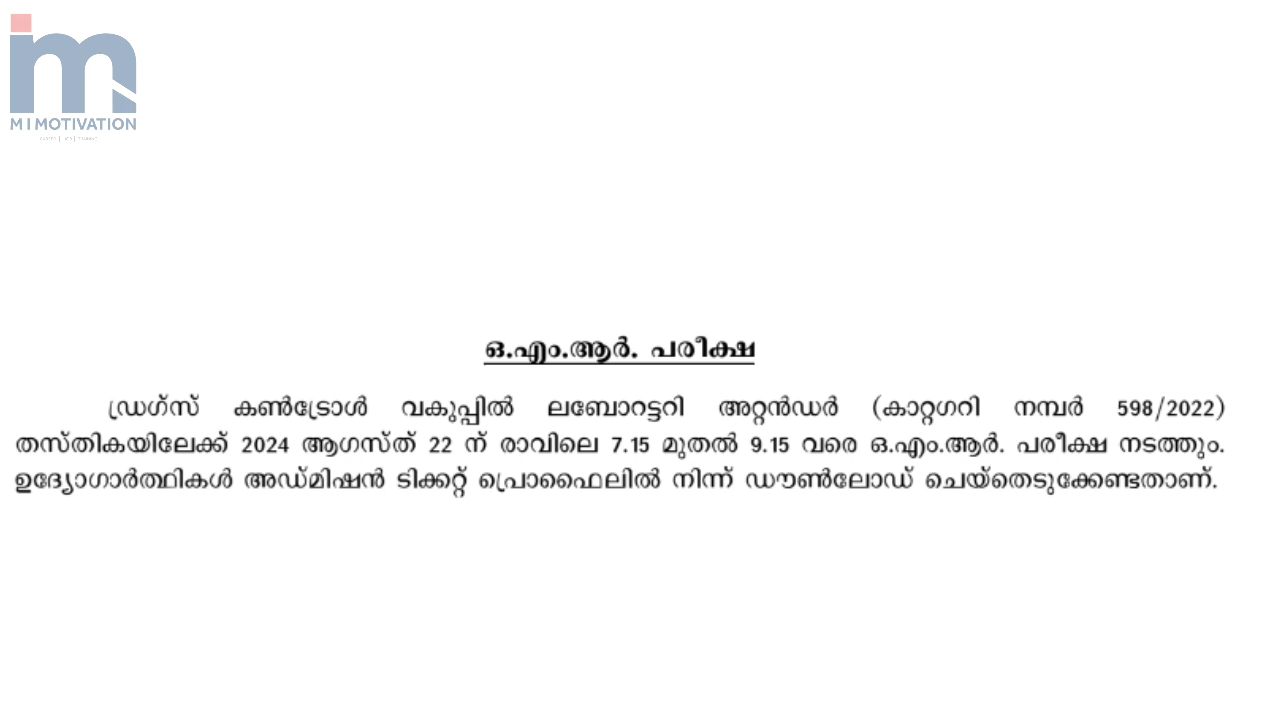 M I MOTIVATION
ഒ.എം.ആർ. പരീക്ഷ
ഡ്രഗ്സ് കൺട്രോൾ വകുപ്പിൽ ലബോറട്ടറി അറ്റൻഡർ (കാറ്റഗറി നമ്പർ 598/2022)
തസ്തികയിലേക്ക് 2024 ആഗസ്ത് 22 ന് രാവിലെ 7.15 മുതൽ 9.15 വരെ ഒ.എം.ആർ. പരീക്ഷ നടത്തും.
ഉദ്യോഗാർത്ഥികൾ അഡ്മിഷൻ ടിക്കറ്റ് പ്രൊഫൈലിൽ നിന്ന് ഡൗൺലോഡ് ചെയ്തെടുക്കേണ്ടതാണ്.